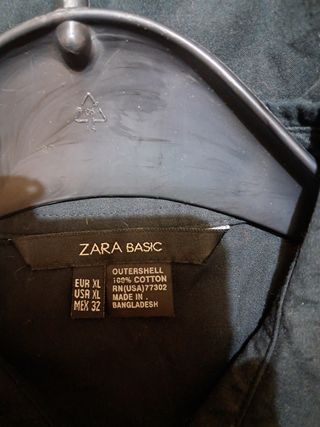 ZARA BASIC
EUR XL
USA XL
MEX 32
OUTERSHELL
100% COTTON
RN(USA)77302
MADE IN .
BANGLADESH